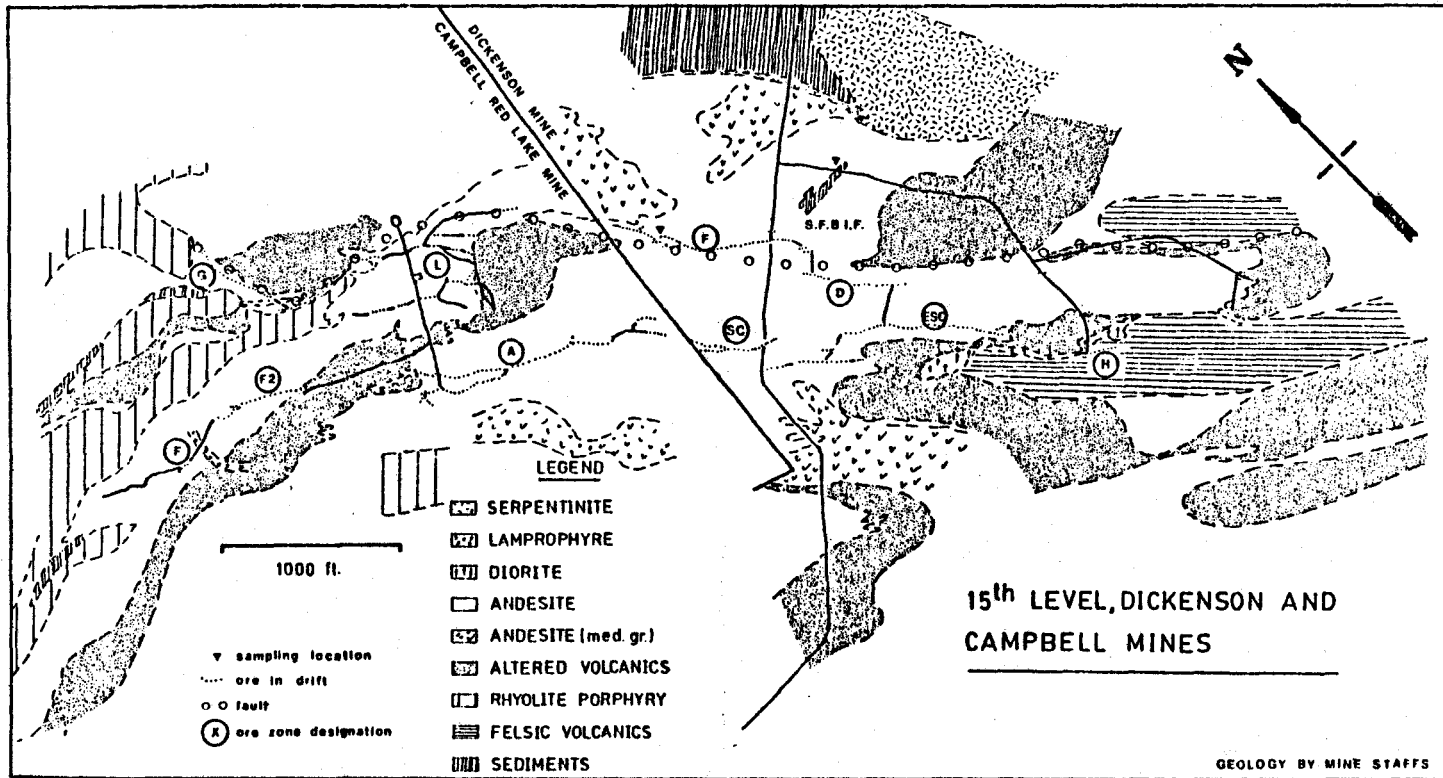 DICKENSON MINE
CAMPBELL RED LAKE MINE
N
S.F.B.I.F.
G
L
F
D
SC
ESC
A
H
F2
F
LEGEND
SERPENTINITE
LAMPROPHYRE
DIORITE
ANDESITE
ANDESITE (med. gr.)
ALTERED VOLCANICS
RHYOLITE PORPHYRY
FELSIC VOLCANICS
SEDIMENTS
1000 ft.
sampling location
ore in drift
fault
X ore zone designation
15th LEVEL, DICKENSON AND
CAMPBELL MINES
GEOLOGY BY MINE STAFFS